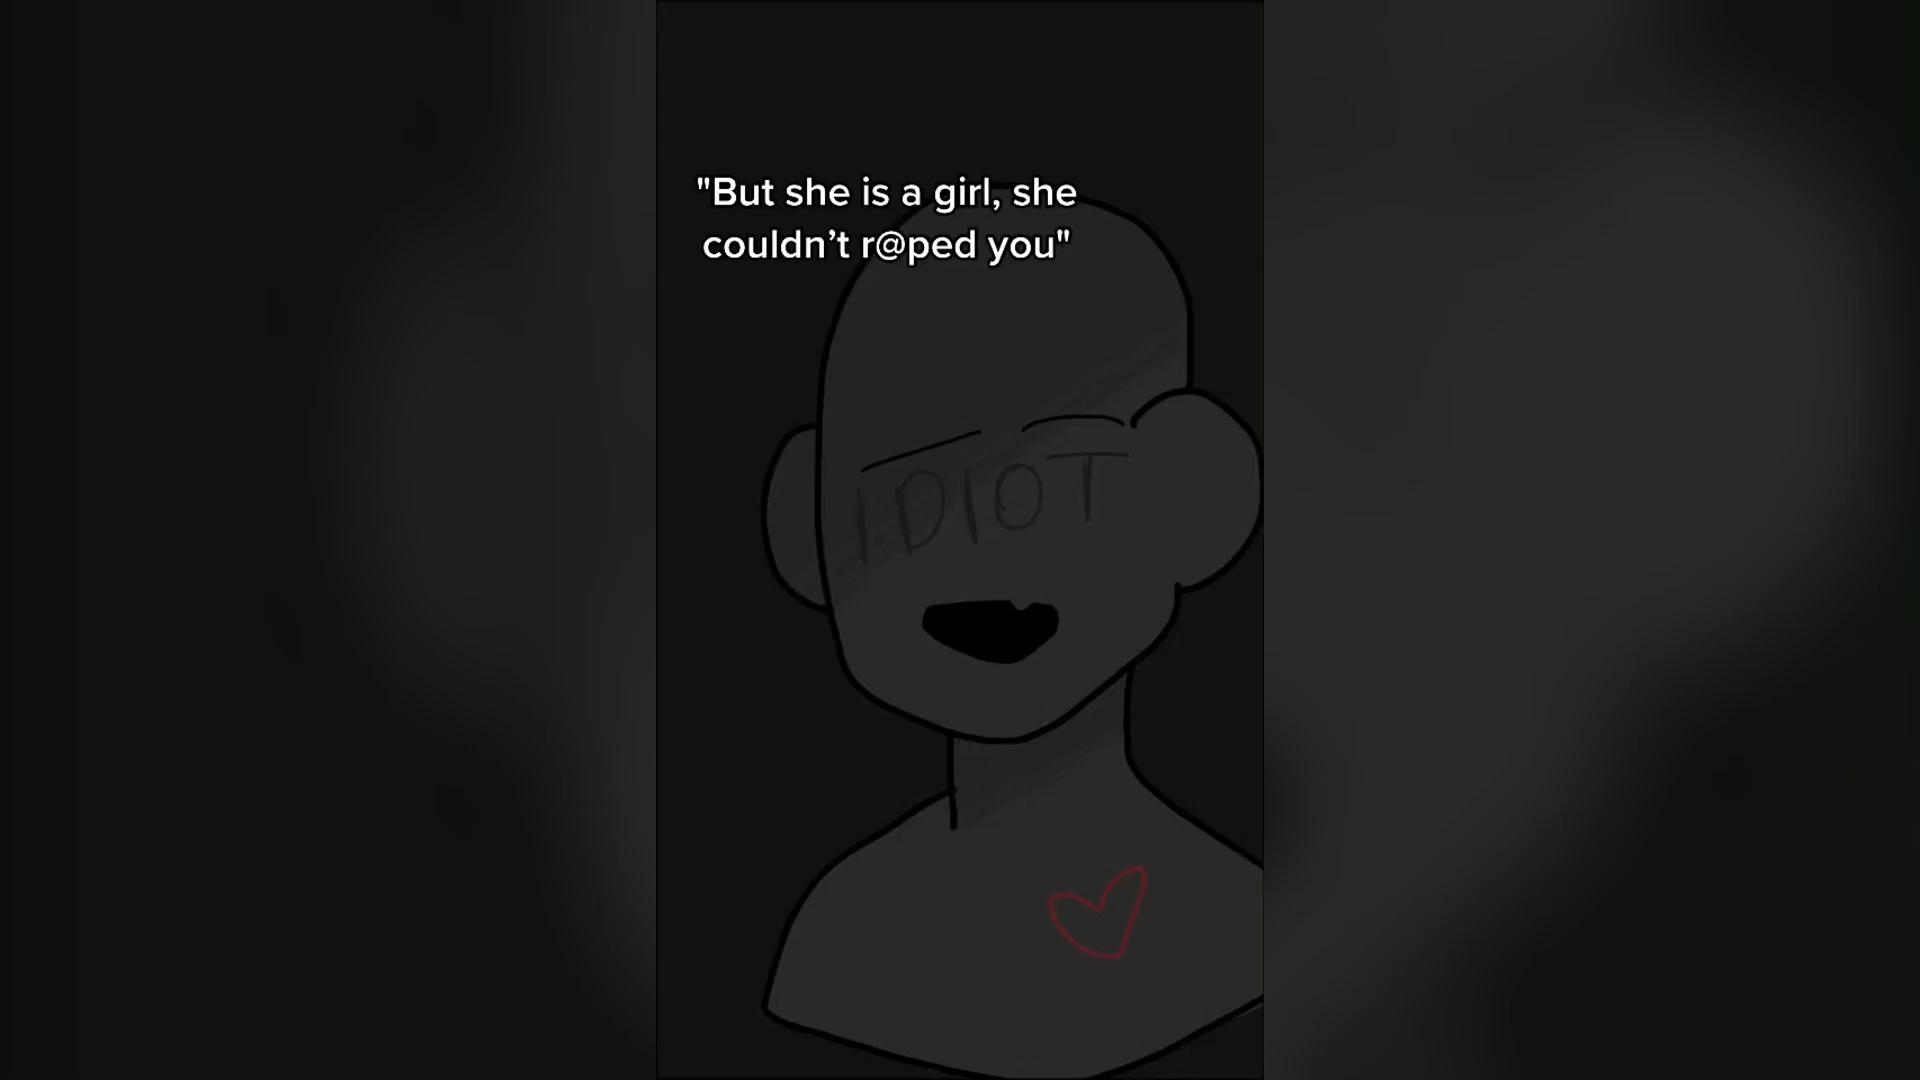 "But she is a girl, she
couldn’t r@ped you"
IDIOT